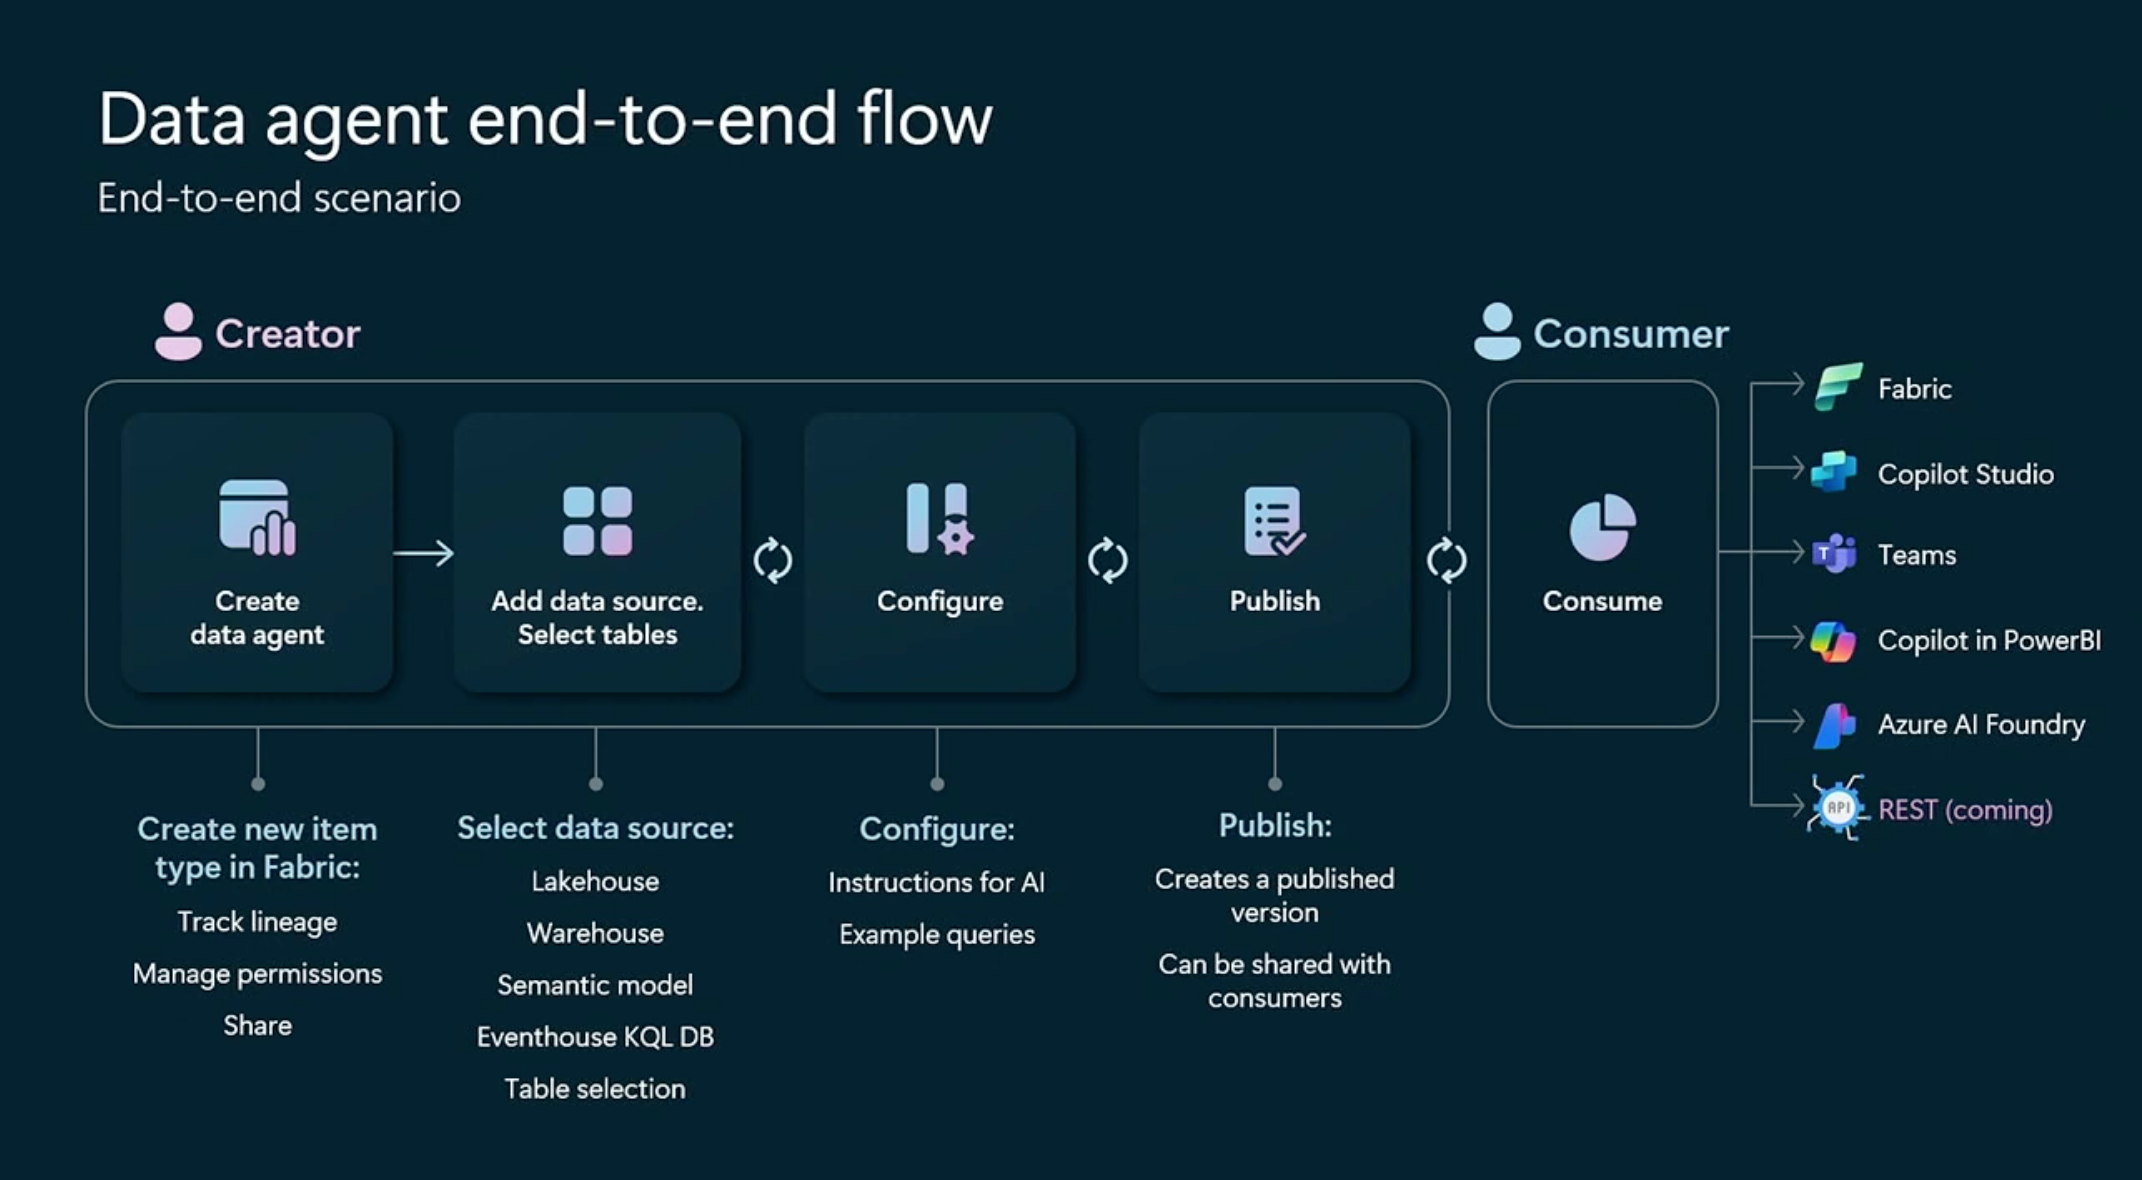 Data agent end-to-end flow
End-to-end scenario
Creator
Consumer
Create
data agent
Add data source.
Select tables
Configure
Publish
Consume
Fabric
Copilot Studio
T
Teams
Copilot in PowerBI
Azure AI Foundry
API
REST (coming)
Create new item
type in Fabric:
Track lineage
Manage permissions
Share
Select data source:
Lakehouse
Warehouse
Semantic model
Eventhouse KQL DB
Table selection
Configure:
Instructions for AI
Example queries
Publish:
Creates a published
version
Can be shared with
consumers